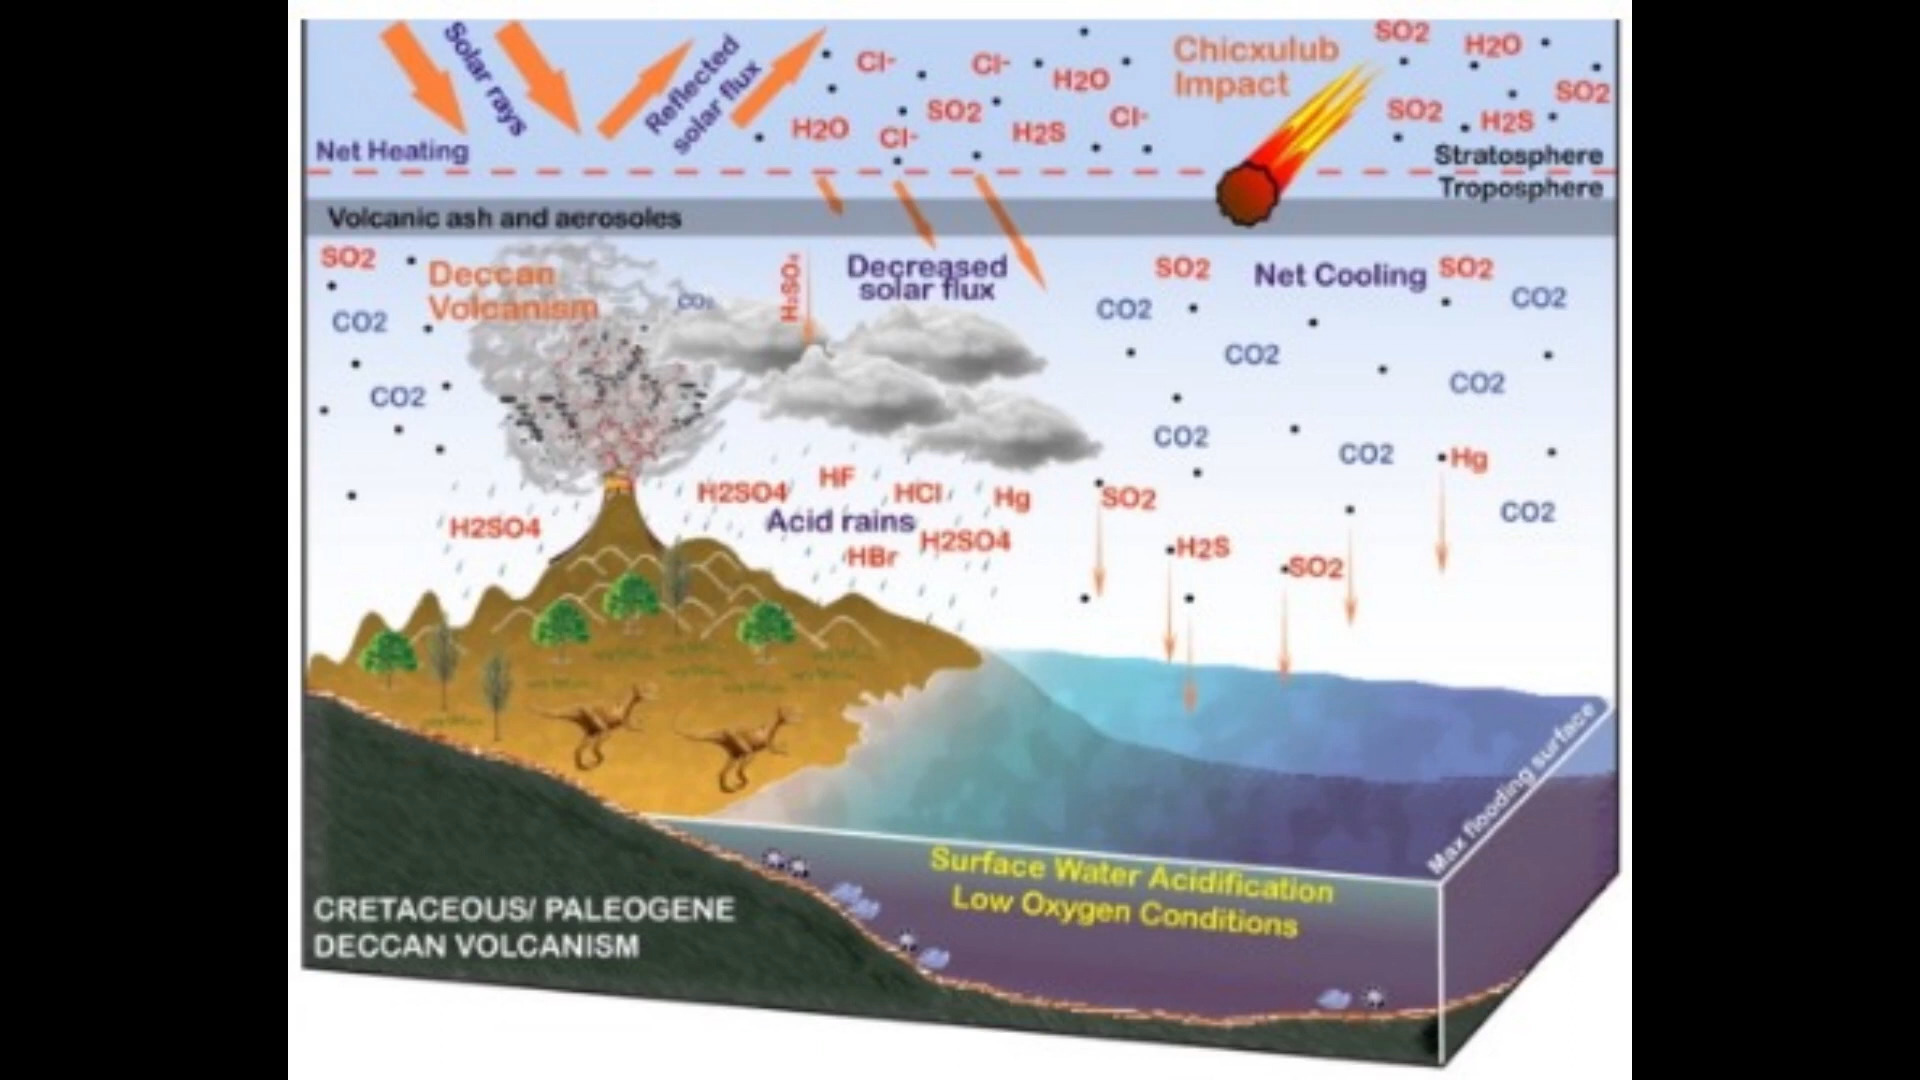 Solar rays
Reflected
solar flux
Cl-
Cl-
H2O
SO2
Cl-
H2O
Cl-
H2S
Chicxulub
Impact
SO2
H2O
SO2
SO2
H2S
Net Heating
Stratosphere
Troposphere
Volcanic ash and aerosoles
SO2
Deccan
Volcanism
CO2
CO2
CO2
H2SO4
Decreased
solar flux
SO2
Net Cooling
SO2
CO2
CO2
CO2
CO2
CO2
CO2
Hg
CO2
H2SO4
H2SO4
HF
HCl
Hg
Acid rains
HBr
H2SO4
SO2
H2S
SO2
Max flooding surface
Surface Water Acidification
Low Oxygen Conditions
CRETACEOUS/ PALEOGENE
DECCAN VOLCANISM